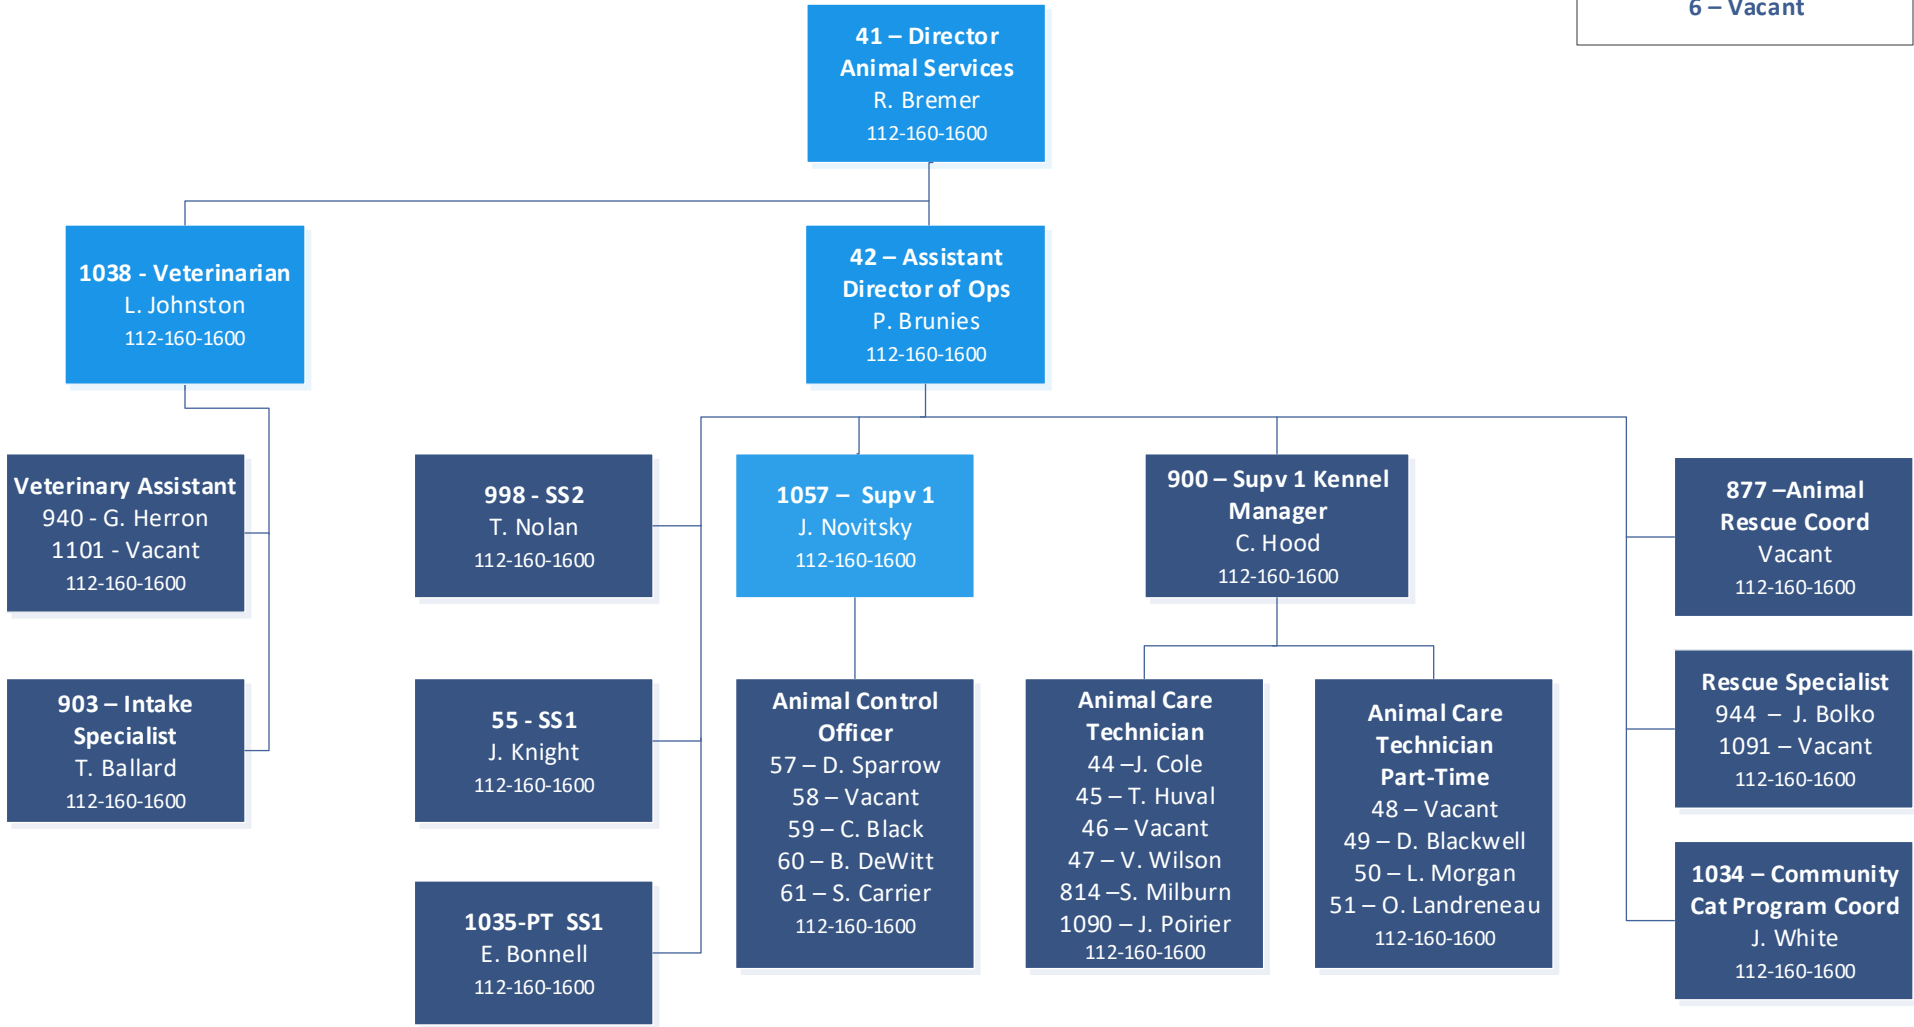 6 – Vacant
41 – Director
Animal Services
R. Bremer
112-160-1600
1038 - Veterinarian
L. Johnston
112-160-1600
42 – Assistant
Director of Ops
P. Brunies
112-160-1600
Veterinary Assistant
940 - G. Herron
1101 - Vacant
112-160-1600
998 - SS2
T. Nolan
112-160-1600
1057 – Supv 1
J. Novitsky
112-160-1600
900 – Supv 1 Kennel
Manager
C. Hood
112-160-1600
877 –Animal
Rescue Coord
Vacant
112-160-1600
903 – Intake
Specialist
T. Ballard
112-160-1600
55 - SS1
J. Knight
112-160-1600
Animal Control
Officer
57 – D. Sparrow
58 – Vacant
59 – C. Black
60 – B. DeWitt
61 – S. Carrier
112-160-1600
Animal Care
Technician
44 –J. Cole
45 – T. Huval
46 – Vacant
47 – V. Wilson
814 –S. Milburn
1090 – J. Poirier
112-160-1600
Animal Care
Technician
Part-Time
48 – Vacant
49 – D. Blackwell
50 – L. Morgan
51 – O. Landreneau
112-160-1600
Rescue Specialist
944 – J. Bolko
1091 – Vacant
112-160-1600
1035-PT SS1
E. Bonnell
112-160-1600
1034 – Community
Cat Program Coord
J. White
112-160-1600